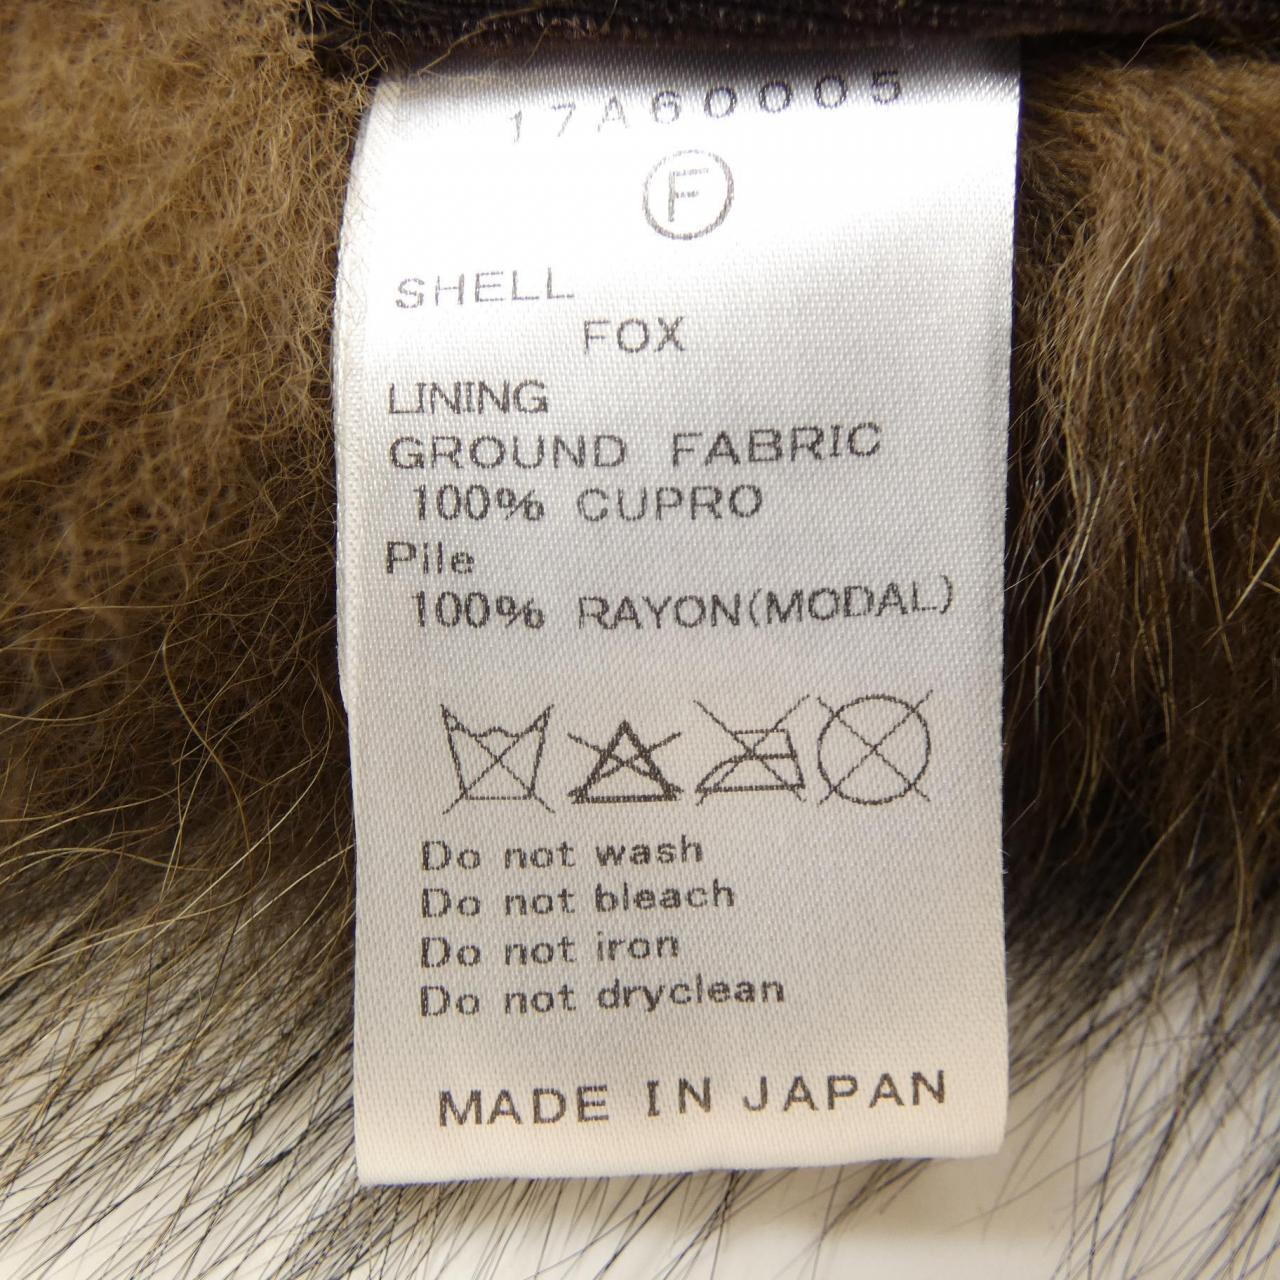 17A60005
F
SHELL
FOX
LINING
GROUND FABRIC
100% CUPRO
Pile
100% RAYON(MODAL)
Do not wash
Do not bleach
Do not iron
Do not dryclean
MADE IN JAPAN